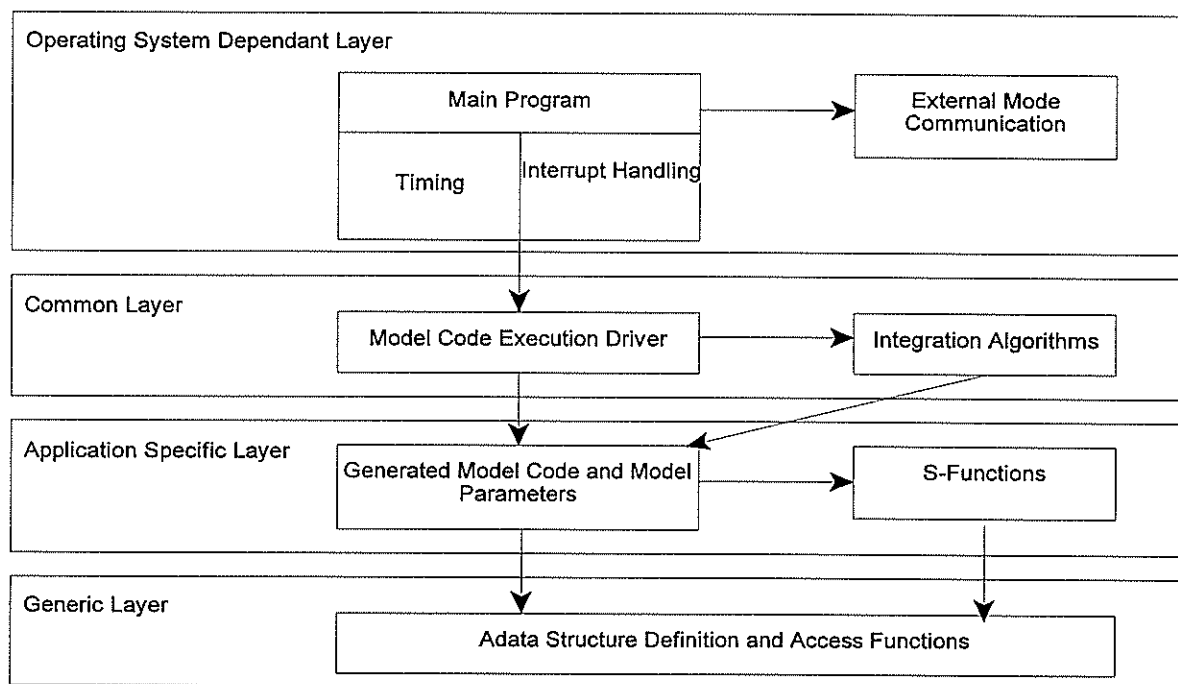 Operating System Dependant Layer
Main Program
External Mode
Communication
Timing
Interrupt Handling
Common Layer
Model Code Execution Driver
Integration Algorithms
Application Specific Layer
Generated Model Code and Model
Parameters
S-Functions
Generic Layer
Adata Structure Definition and Access Functions